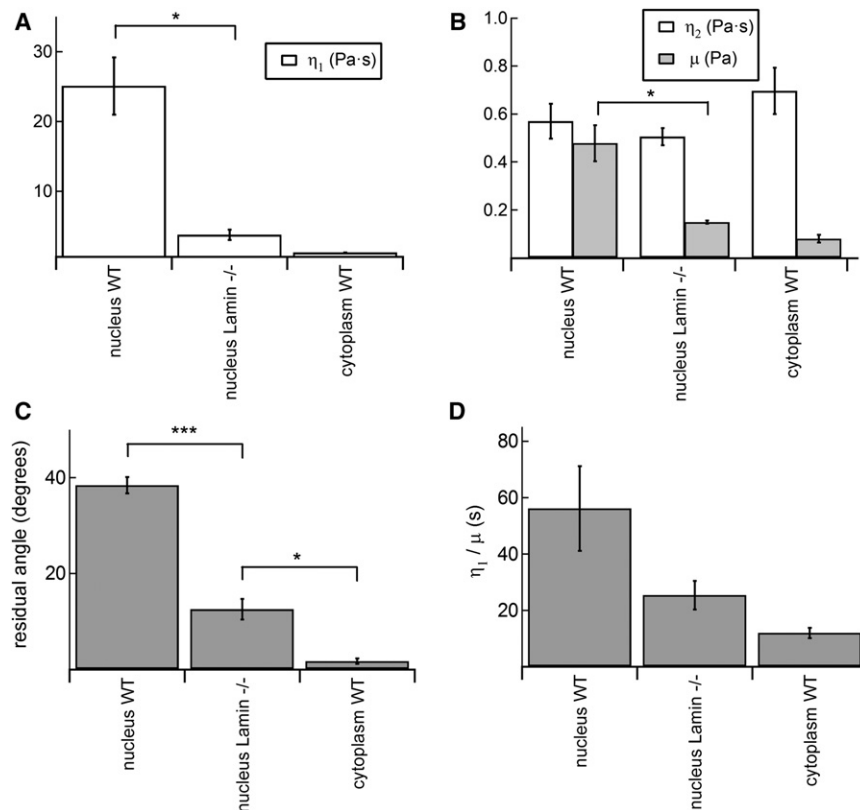 A
*
η₁ (Pa·s)
30
20
10
nucleus WT
nucleus Lamin -/-
cytoplasm WT
B
η₂ (Pa·s)
μ (Pa)
*
1.0
0.8
0.6
0.4
0.2
nucleus WT
nucleus Lamin -/-
cytoplasm WT
C
residual angle (degrees)
***
*
40
20
nucleus WT
nucleus Lamin -/-
cytoplasm WT
D
η₁ / μ (s)
80
60
40
20
nucleus WT
nucleus Lamin -/-
cytoplasm WT